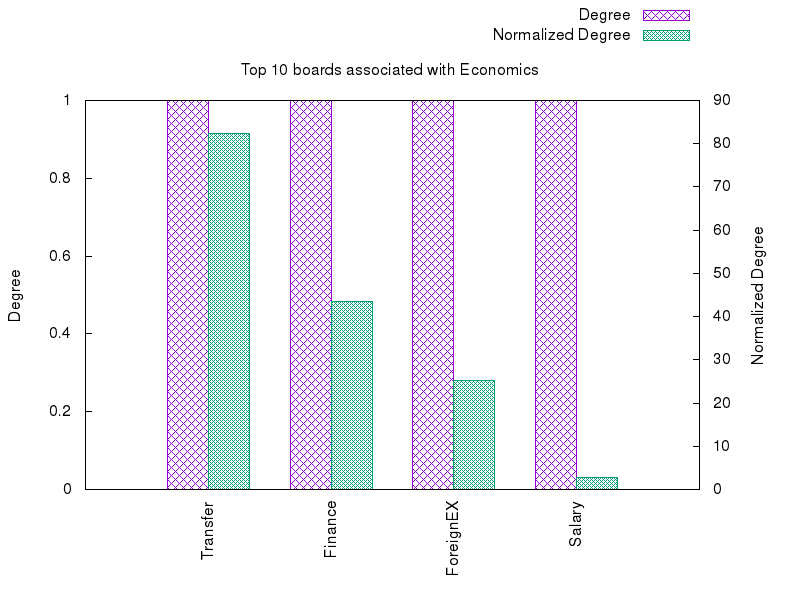 Degree
Normalized Degree
Top 10 boards associated with Economics
1
0.8
0.6
0.4
0.2
0
Degree
90
80
70
60
50
40
30
20
10
0
Normalized Degree
Transfer
Finance
ForeignEX
Salary